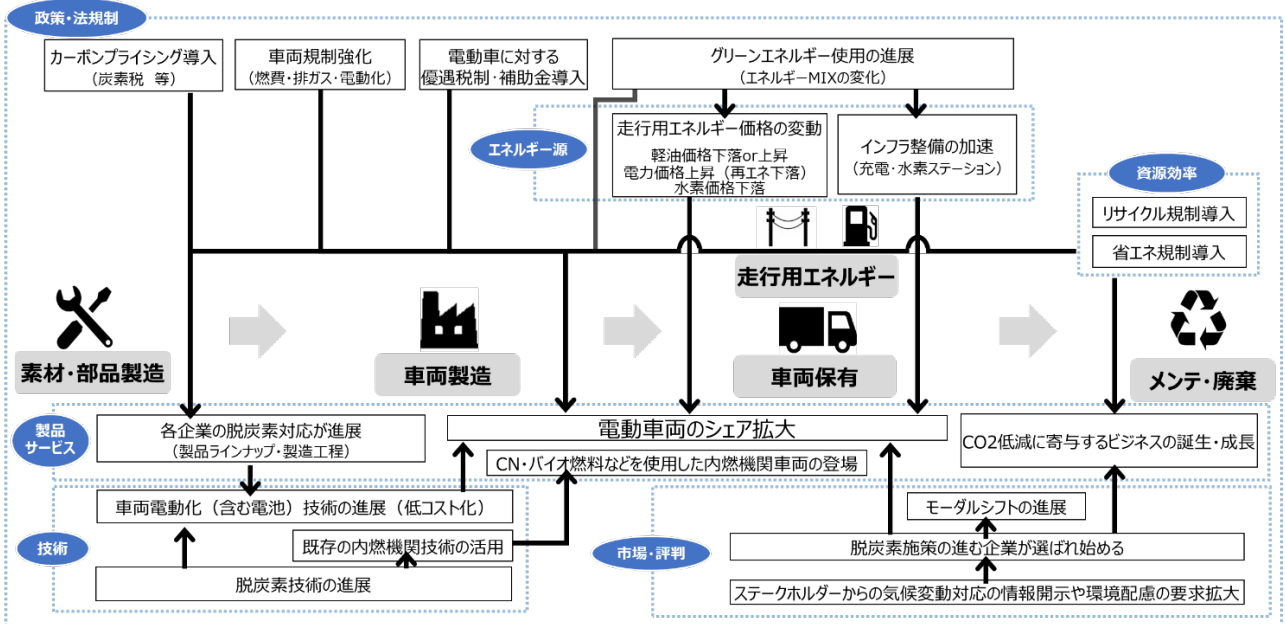 政策・法規制
カーボンプライシング導入
(炭素税 等)
車両規制強化
(燃費・排ガス・電動化)
電動車に対する
優遇税制・補助金導入
グリーンエネルギー使用の進展
(エネルギーMIXの変化)
エネルギー源
走行用エネルギー価格の変動
軽油価格下落or上昇
電力価格上昇（再エネ下落）
水素価格下落
インフラ整備の加速
(充電・水素ステーション)
資源効率
リサイクル規制導入
省エネ規制導入
走行用エネルギー
素材・部品製造
車両製造
車両保有
メンテ・廃棄
製品
サービス
各企業の脱炭素対応が進展
(製品ラインナップ・製造工程)
電動車両のシェア拡大
CN・バイオ燃料などを使用した内燃機関車両の登場
CO2低減に寄与するビジネスの誕生・成長
技術
車両電動化（含む電池）技術の進展（低コスト化）
既存の内燃機関技術の活用
脱炭素技術の進展
市場・評判
モーダルシフトの進展
脱炭素施策の進む企業が選ばれ始める
ステークホルダーからの気候変動対応の情報開示や環境配慮の要求拡大